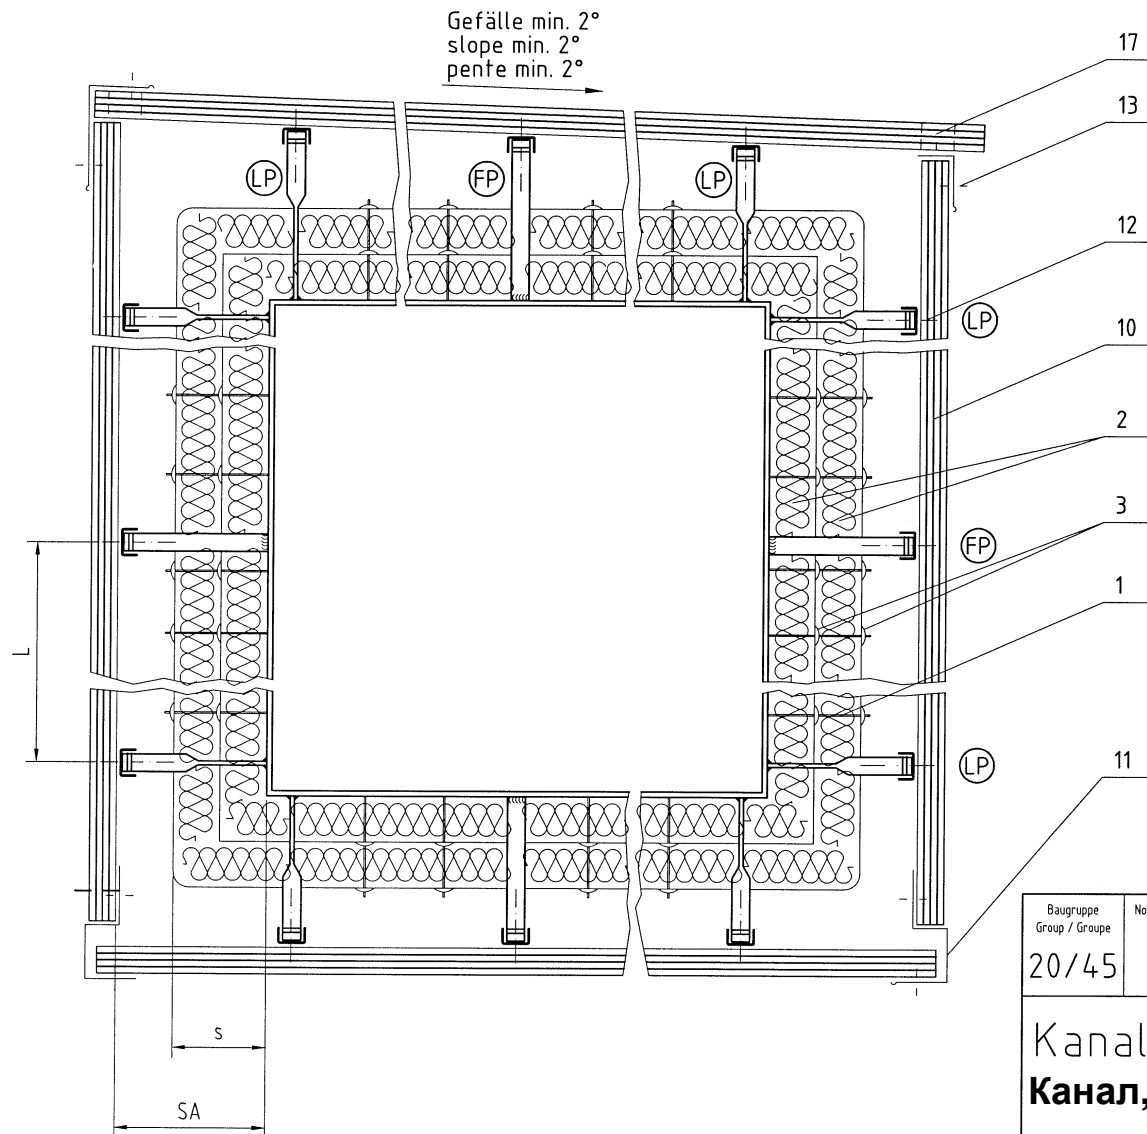 Gefälle min. 2°
slope min. 2°
pente min. 2°
17
13
LP
FP
LP
12
LP
10
2
3
FP
1
L
LP
11
Baugruppe
Group / Groupe
No
20/45
s
Kanal
Канал,
SA